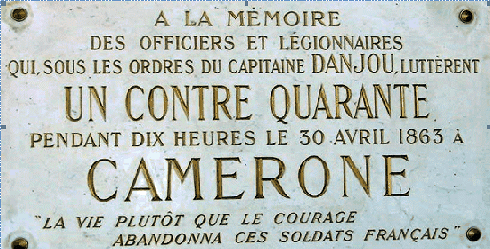 A LA MÉMOIRE
DES OFFICIERS ET LÉGIONNAIRES
QUI, SOUS LES ORDRES DU CAPITAINE DANJOU, LUTTÈRENT
UN CONTRE QUARANTE
PENDANT DIX HEURES LE 30 AVRIL 1863 À
CAMERONE
"LA VIE PLUTÔT QUE LE COURAGE
ABANDONNA CES SOLDATS FRANÇAIS"